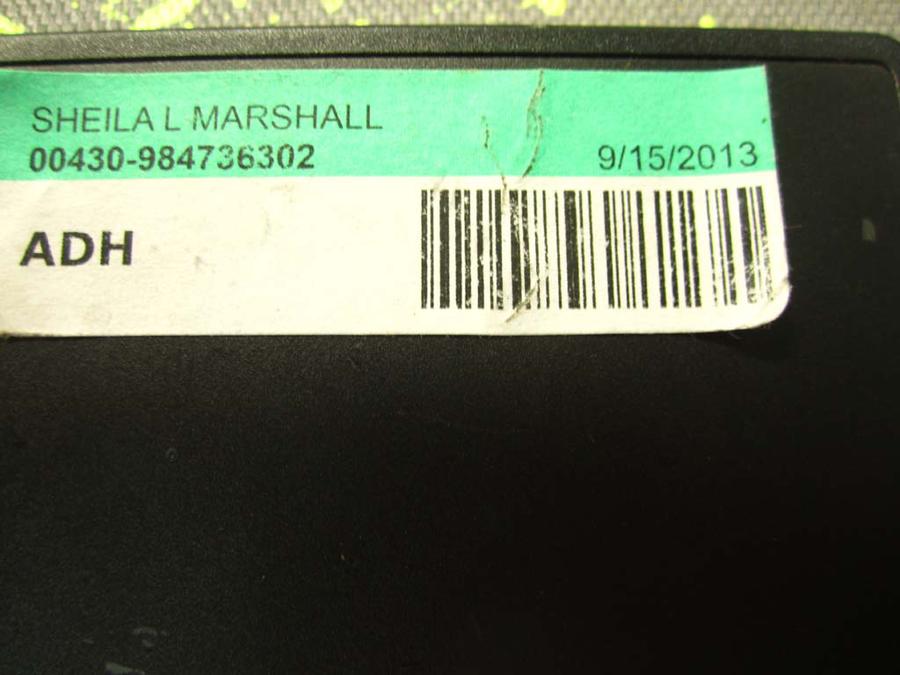 SHEILA L MARSHALL
00430-984736302 9/15/2013
ADH